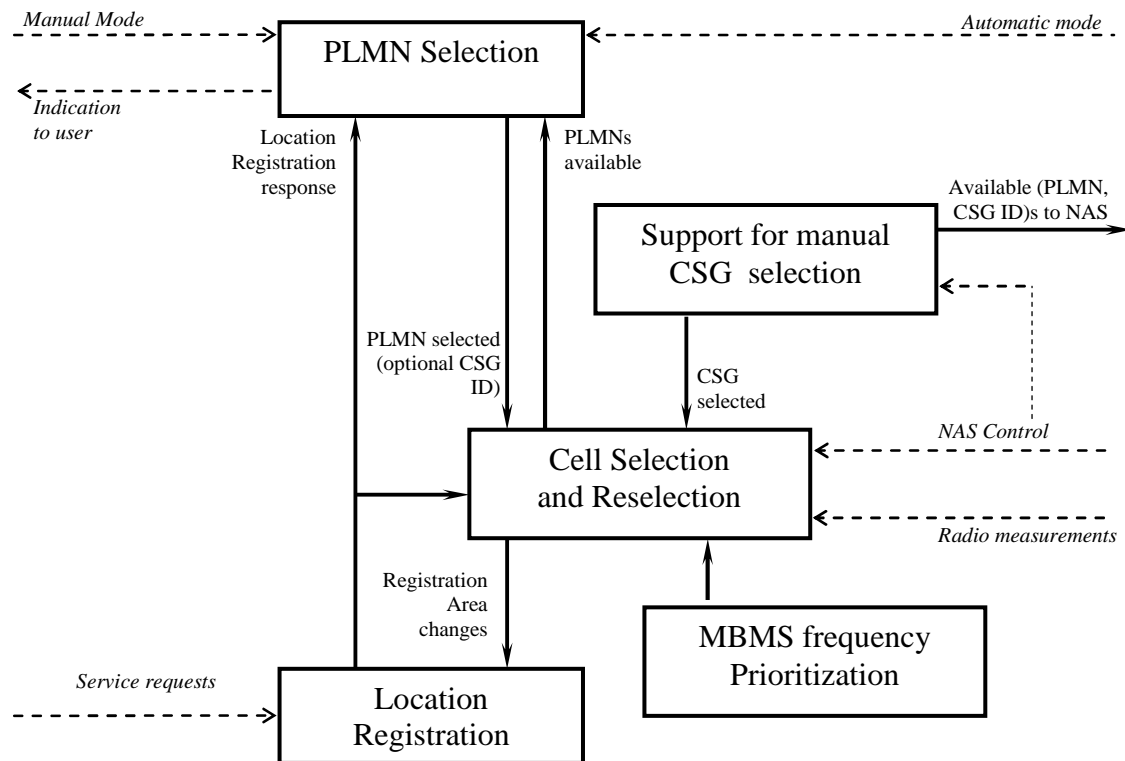 Manual Mode
Automatic mode
PLMN Selection
Indication
to user
Location
Registration
response
PLMNs
available
Available (PLMN,
CSG ID)s to NAS
Support for manual
CSG selection
PLMN selected
(optional CSG
ID)
CSG
selected
NAS Control
Cell Selection
and Reselection
Radio measurements
Registration
Area
changes
MBMS frequency
Prioritization
Service requests
Location
Registration